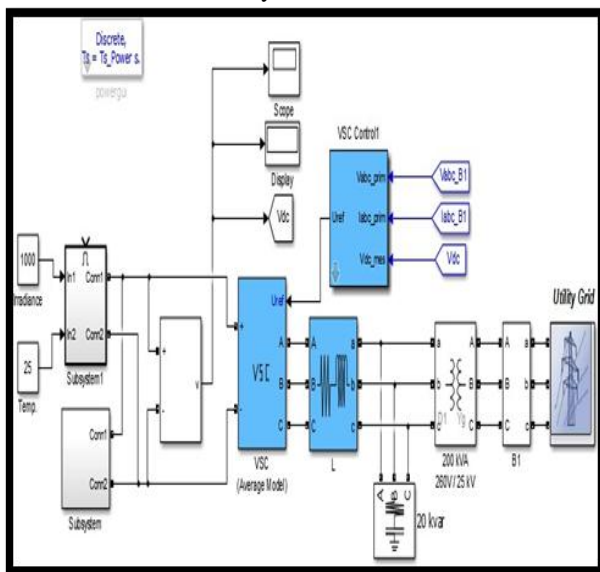 Discrete,
Ts = Ts_Power s.
powergui
Scope
Display
Vdc
VSC Control1
Vabc_prim
Uref
Iabc_prim
Vdc_mes
Vabc_B1
Iabc_B1
Vdc
1000
Irradiance
25
Temp.
In1
In2
Conn1
Conn2
Subsystem1
Conn1
Conn2
Subsystem
+
-
v
+
-
Uref
VSC
A
B
C
VSC
(Average Model)
A
B
C
a
b
c
L
A
B
C
20 kvar
a
b
c
D1
Yg
A
B
C
200 kVA
260V / 25 kV
A
B
C
a
b
c
B1
Utility Grid